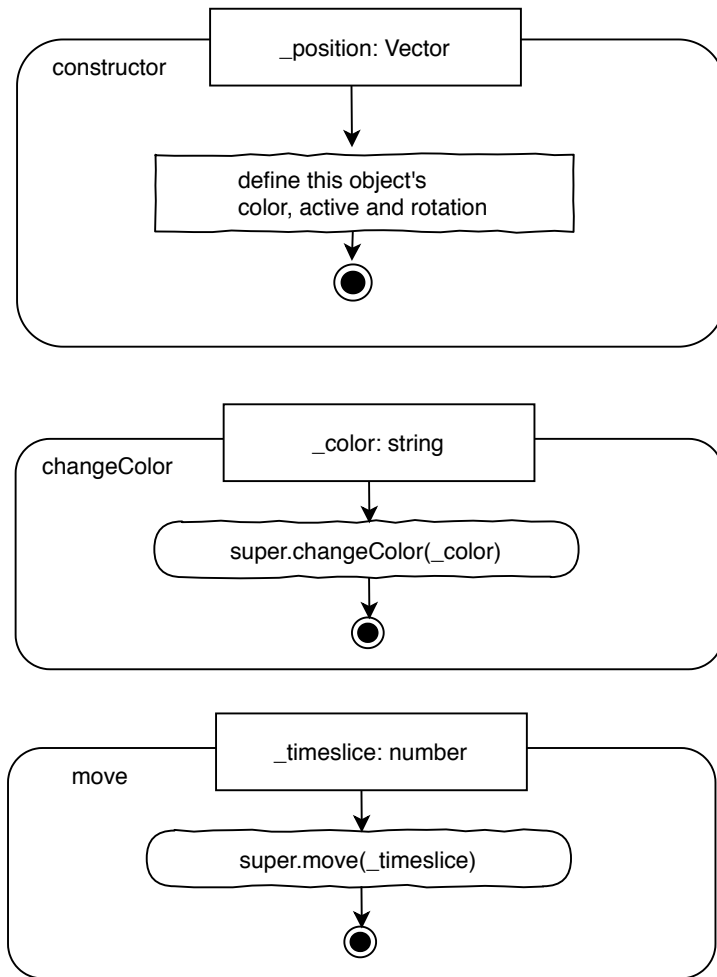 _position: Vector
constructor
define this object's
color, active and rotation
_color: string
changeColor
super.changeColor(_color)
_timeslice: number
move
super.move(_timeslice)